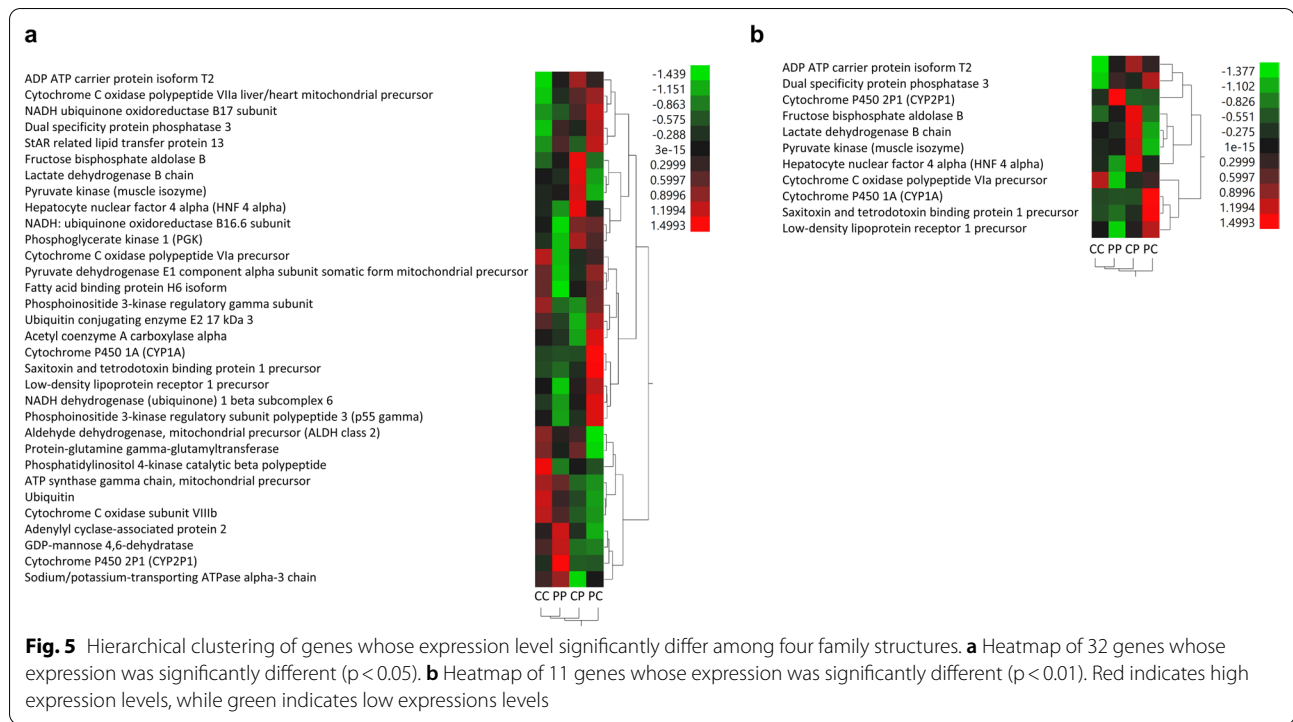 a
ADP ATP carrier protein isoform T2
Cytochrome C oxidase polypeptide VIIa liver/heart mitochondrial precursor
NADH ubiquinone oxidoreductase B17 subunit
Dual specificity protein phosphatase 3
StAR related lipid transfer protein 13
Fructose bisphosphate aldolase B
Lactate dehydrogenase B chain
Pyruvate kinase (muscle isozyme)
Hepatocyte nuclear factor 4 alpha (HNF 4 alpha)
NADH: ubiquinone oxidoreductase B16.6 subunit
Phosphoglycerate kinase 1 (PGK)
Cytochrome C oxidase polypeptide VIa precursor
Pyruvate dehydrogenase E1 component alpha subunit somatic form mitochondrial precursor
Fatty acid binding protein H6 isoform
Phosphoinositide 3-kinase regulatory gamma subunit
Ubiquitin conjugating enzyme E2 17 kDa 3
Acetyl coenzyme A carboxylase alpha
Cytochrome P450 1A (CYP1A)
Saxitoxin and tetrodotoxin binding protein 1 precursor
Low-density lipoprotein receptor 1 precursor
NADH dehydrogenase (ubiquinone) 1 beta subcomplex 6
Phosphoinositide 3-kinase regulatory subunit polypeptide 3 (p55 gamma)
Aldehyde dehydrogenase, mitochondrial precursor (ALDH class 2)
Protein-glutamine gamma-glutamyltransferase
Phosphatidylinositol 4-kinase catalytic beta polypeptide
ATP synthase gamma chain, mitochondrial precursor
Ubiquitin
Cytochrome C oxidase subunit VIIIb
Adenylyl cyclase-associated protein 2
GDP-mannose 4,6-dehydratase
Cytochrome P450 2P1 (CYP2P1)
Sodium/potassium-transporting ATPase alpha-3 chain
CC PP CP PC
-1.439
-1.151
-0.863
-0.575
-0.288
3e-15
0.2999
0.5997
0.8996
1.1994
1.4993
b
ADP ATP carrier protein isoform T2
Dual specificity protein phosphatase 3
Cytochrome P450 2P1 (CYP2P1)
Fructose bisphosphate aldolase B
Lactate dehydrogenase B chain
Pyruvate kinase (muscle isozyme)
Hepatocyte nuclear factor 4 alpha (HNF 4 alpha)
Cytochrome C oxidase polypeptide VIa precursor
Cytochrome P450 1A (CYP1A)
Saxitoxin and tetrodotoxin binding protein 1 precursor
Low-density lipoprotein receptor 1 precursor
CC PP CP PC
-1.377
-1.102
-0.826
-0.551
-0.275
1e-15
0.2999
0.5997
0.8996
1.1994
1.4993
Fig. 5 Hierarchical clustering of genes whose expression level significantly differ among four family structures. a Heatmap of 32 genes whose
expression was significantly different (p < 0.05). b Heatmap of 11 genes whose expression was significantly different (p < 0.01). Red indicates high
expression levels, while green indicates low expressions levels